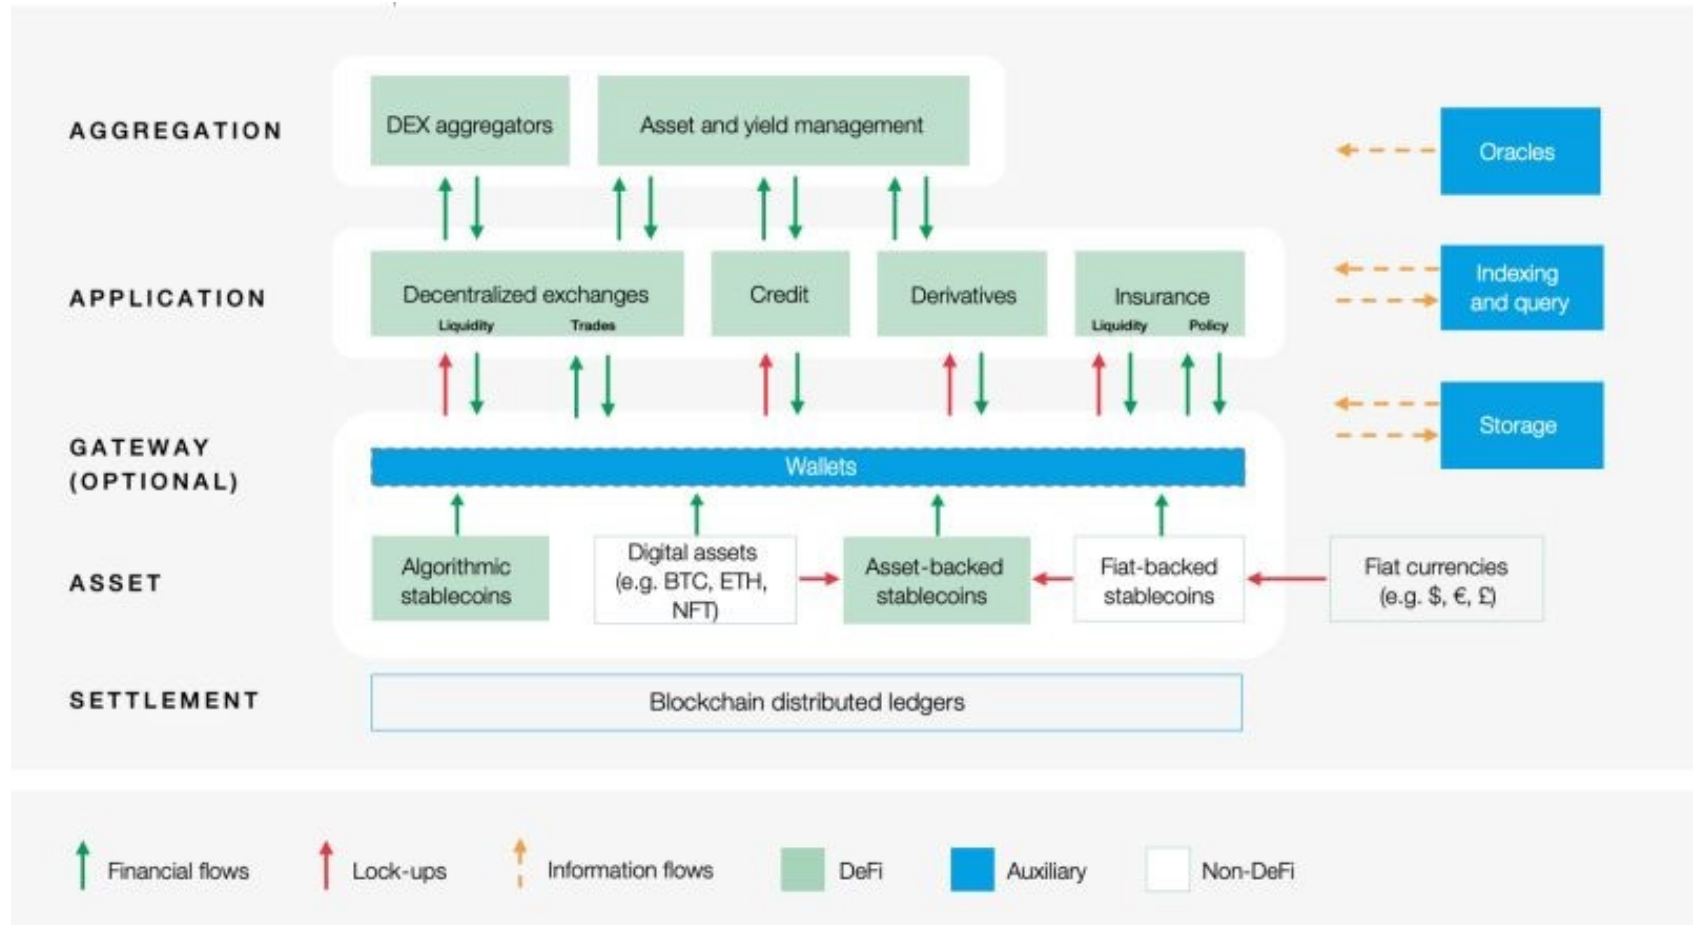 AGGREGATION
DEX aggregators
Asset and yield management
Oracles
APPLICATION
Decentralized exchanges
Liquidity
Trades
Credit
Derivatives
Insurance
Liquidity
Policy
Indexing
and query
GATEWAY
(OPTIONAL)
Wallets
Storage
ASSET
Algorithmic
stablecoins
Digital assets
(e.g. BTC, ETH,
NFT)
Asset-backed
stablecoins
Fiat-backed
stablecoins
Fiat currencies
(e.g. $, €, £)
SETTLEMENT
Blockchain distributed ledgers
Financial flows
Lock-ups
Information flows
DeFi
Auxiliary
Non-DeFi